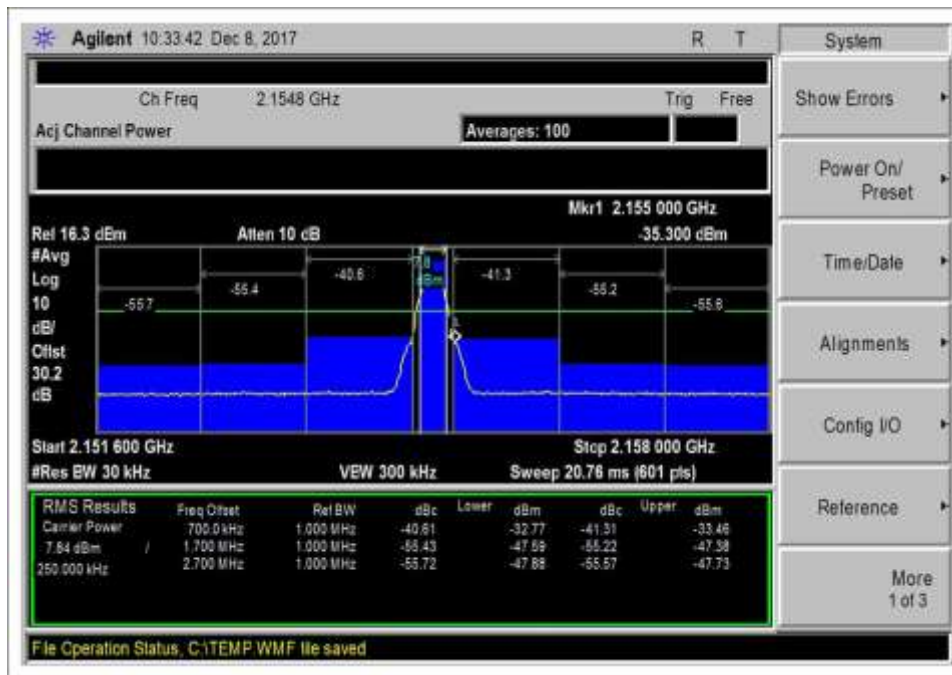 Agilent 10:33:42 Dec 8, 2017 R T
System
Ch Freq 2.1548 GHz Trig Free
Acj Channel Power Averages: 100
Mkr1 2.155 000 GHz
Rel 16.3 dBm Atten 10 cB -35.300 dBm
#Avg
Log
10
dB/
Offst
30.2
dB
-55.7 -55.4 -40.6 7.8 dBm -41.3 -55.2 -55.6
1
Start 2.151 600 GHz Stop 2.158 000 GHz
#Res BW 30 kHz VBW 300 kHz Sweep 20.76 ms (601 pts)
RMS Results Freq Offset Ref BW dBc Lower dBm dBc Upper dBm
Carrier Power 700.0 kHz 1.000 MHz -40.61 -32.77 -41.31 -33.46
7.84 dBm / 1.700 MHz 1.000 MHz -55.43 -47.59 -55.22 -47.38
250.000 kHz 2.700 MHz 1.000 MHz -55.72 -47.88 -55.57 -47.73
File Operation Status, C:\TEMP.WMF file saved
Show Errors
Power On/
Preset
Time/Date
Alignments
Config I/O
Reference
More
1 of 3